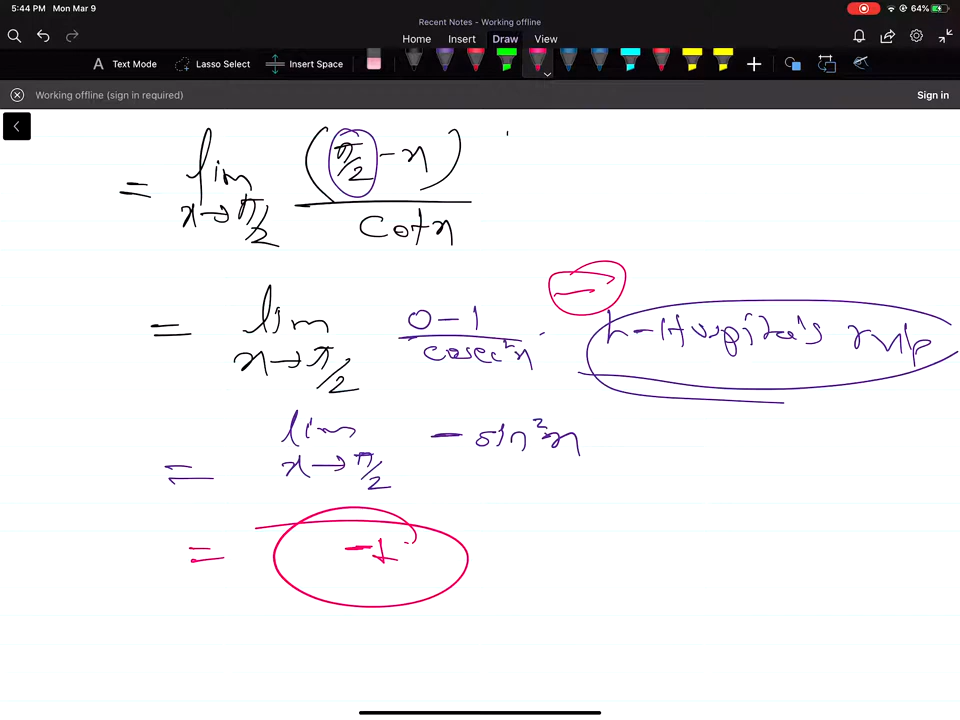 5:44 PM Mon Mar 9
64%
Recent Notes - Working offline
Home Insert Draw View
Text Mode Lasso Select Insert Space
Working offline (sign in required) Sign in
= lim x→π/2 (π/2 - x) / cot x
= lim x→π/2 0-1 / cosec²x L-Hospital's rule
= lim x→π/2 - sin²x
= -1